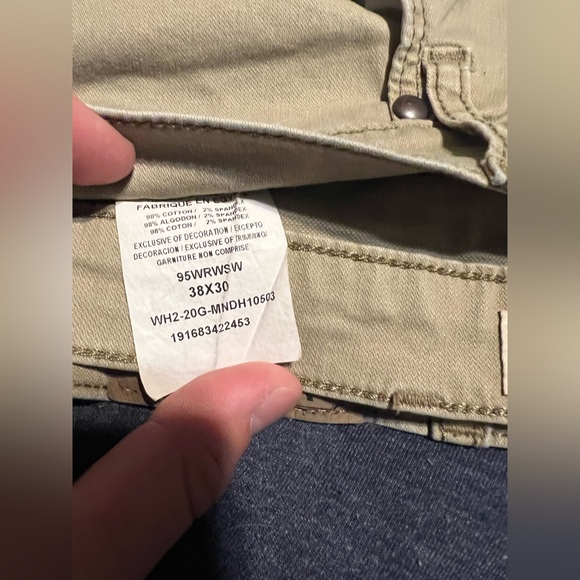 FABRIQUE EN
98% COTTON / 2% SPANDEX
98% ALGODON / 2% SPANDEX
98% COTON / 2% SPANDEX
EXCLUSIVE OF DECORATION / EXCEPTO
DECORACION / EXCLUSIVE OF TRIMMING/
GARNITURE NON COMPRISE
95WRWSW
38X30
WH2-20G-MNDH10503
191683422453